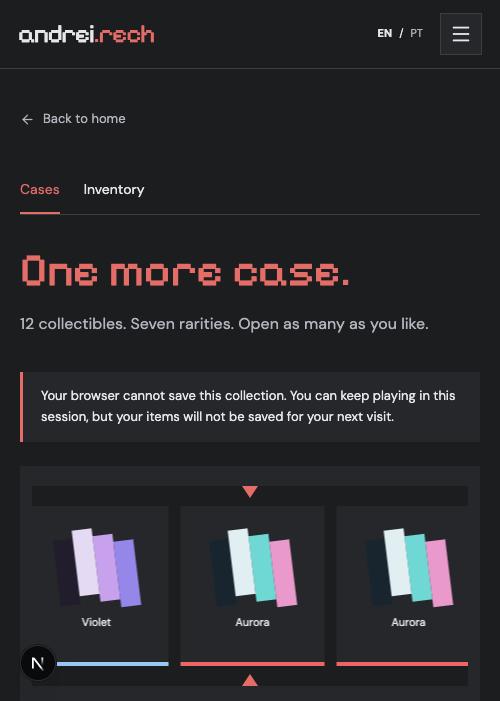 andrei.rech
EN / PT
Back to home
Cases Inventory
One more case.
12 collectibles. Seven rarities. Open as many as you like.
Your browser cannot save this collection. You can keep playing in this
session, but your items will not be saved for your next visit.
Violet Aurora Aurora
N